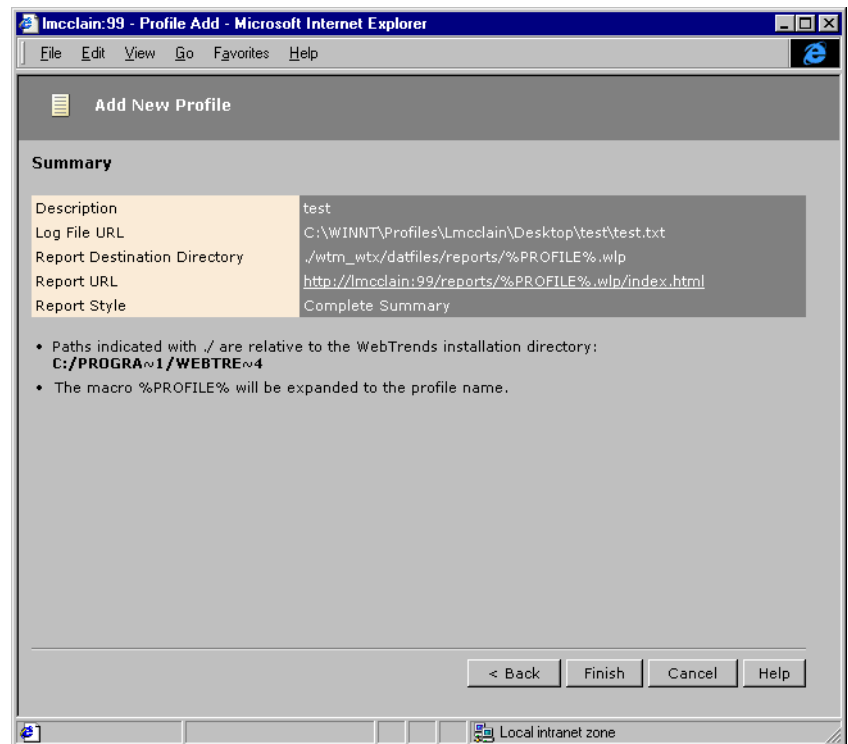 lmcclain:99 - Profile Add - Microsoft Internet Explorer
File Edit View Go Favorites Help
Add New Profile
Summary
Description test
Log File URL C:\WINNT\Profiles\Lmcclain\Desktop\test\test.txt
Report Destination Directory ./wtm_wtx/datfiles/reports/%PROFILE%.wlp
Report URL http://lmcclain:99/reports/%PROFILE%.wlp/index.html
Report Style Complete Summary
• Paths indicated with ./ are relative to the WebTrends installation directory:
C:/PROGRA~1/WEBTRE~4
• The macro %PROFILE% will be expanded to the profile name.
< Back Finish Cancel Help
Local intranet zone